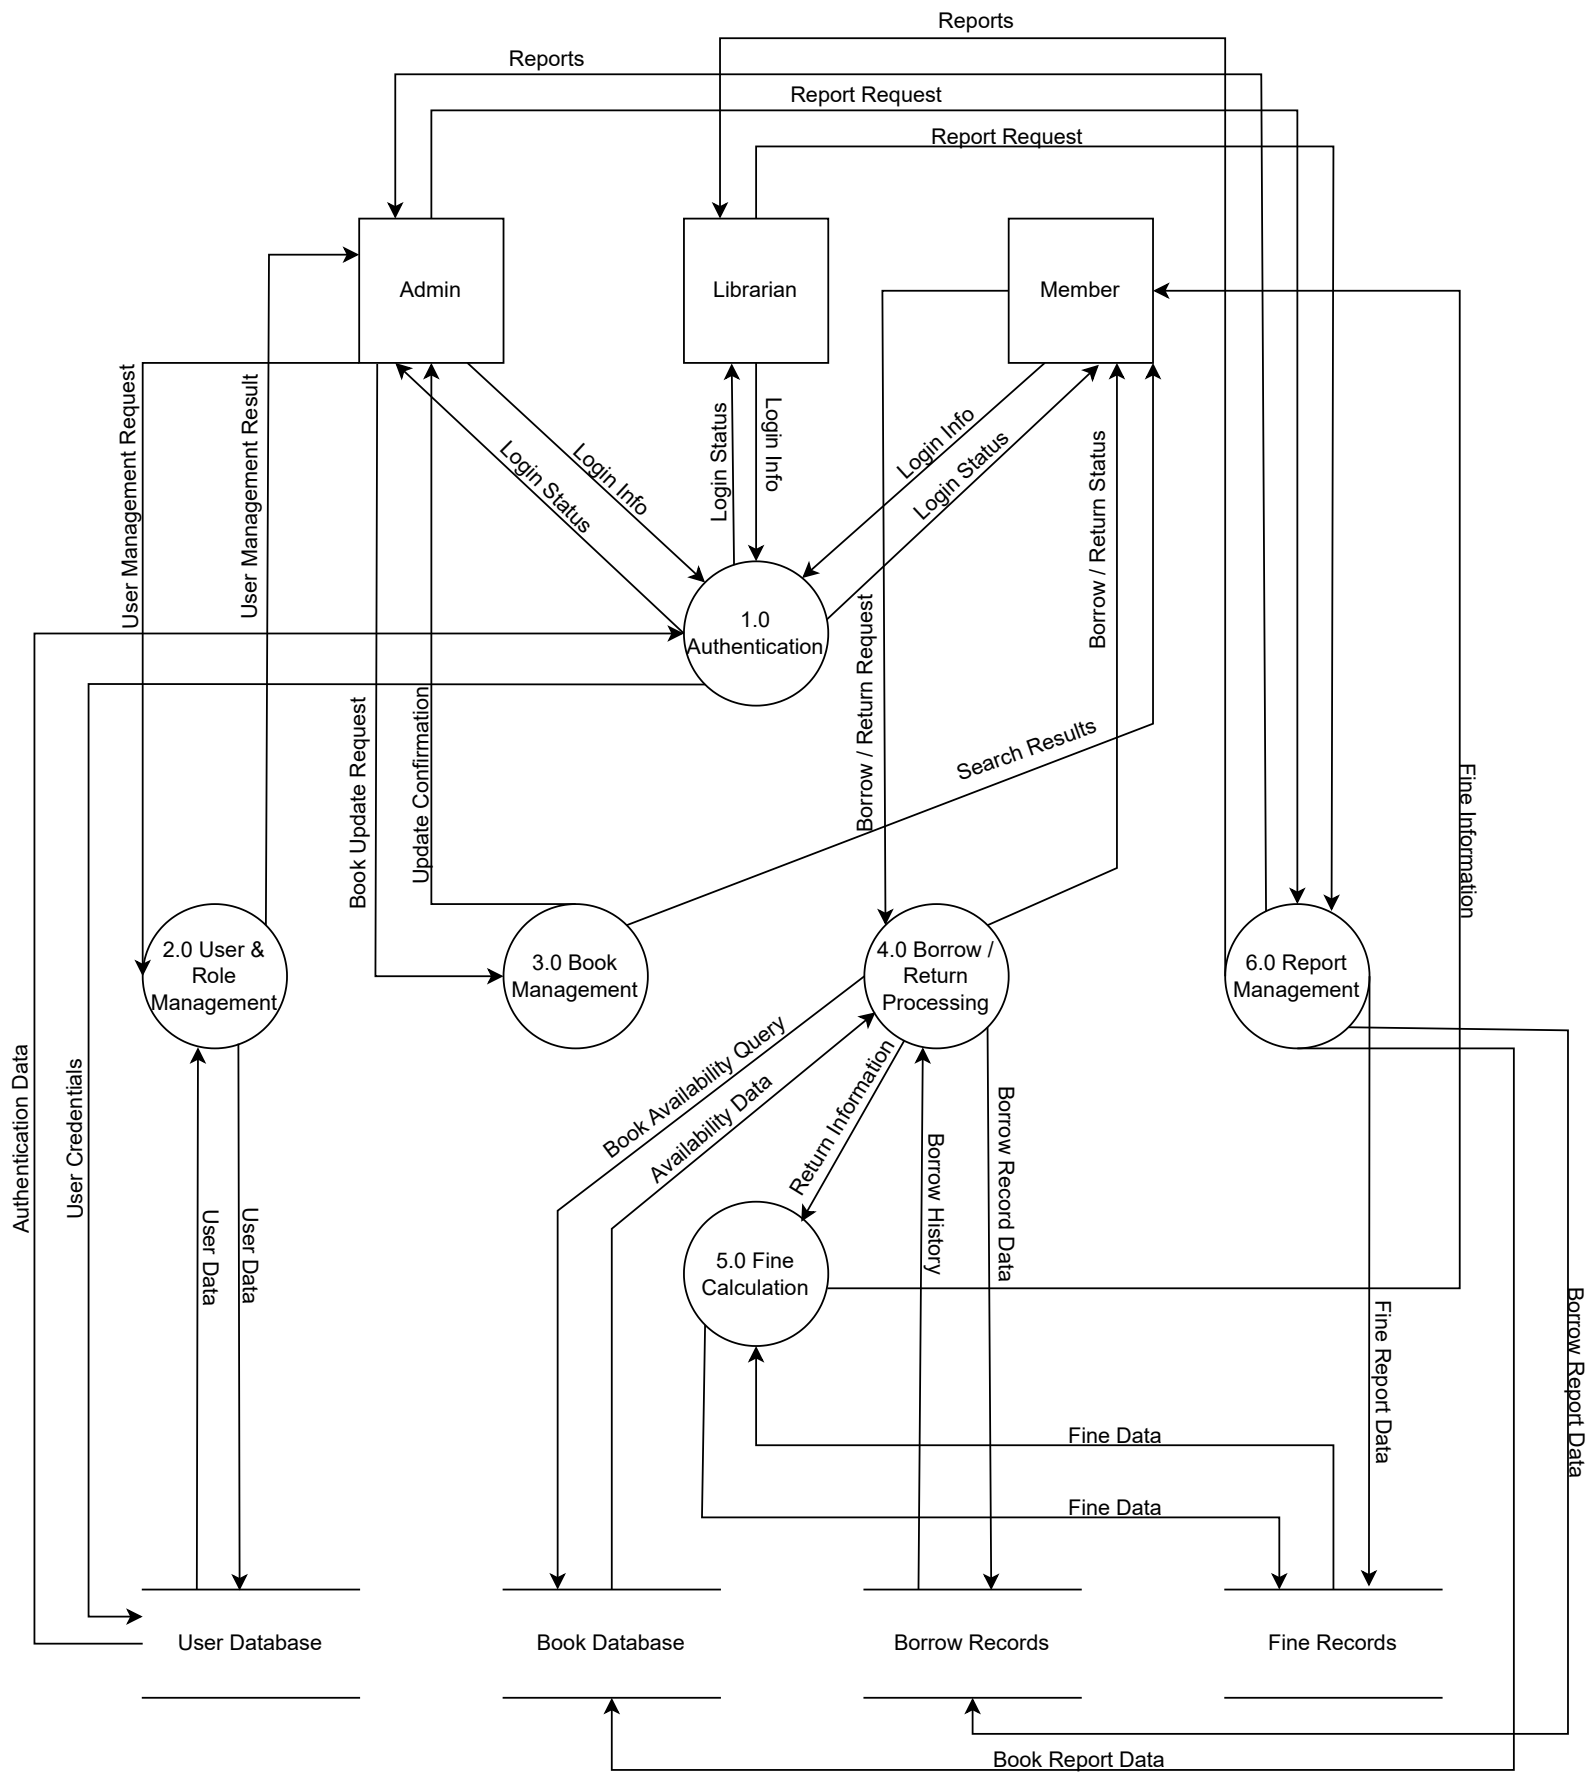 Reports
Reports
Report Request
Report Request
Admin
Librarian
Member
User Management Request
User Management Result
Login Status
Login Info
Login Status
Login Info
Login Info
Login Status
Borrow / Return Status
1.0
Authentication
Borrow / Return Request
Book Update Request
Update Confirmation
Search Results
Fine Information
2.0 User &
Role
Management
3.0 Book
Management
4.0 Borrow /
Return
Processing
6.0 Report
Management
Authentication Data
User Credentials
Book Availability Query
Availability Data
Return Information
Borrow History
Borrow Record Data
User Data
User Data
5.0 Fine
Calculation
Fine Report Data
Borrow Report Data
Fine Data
Fine Data
User Database
Book Database
Borrow Records
Fine Records
Book Report Data